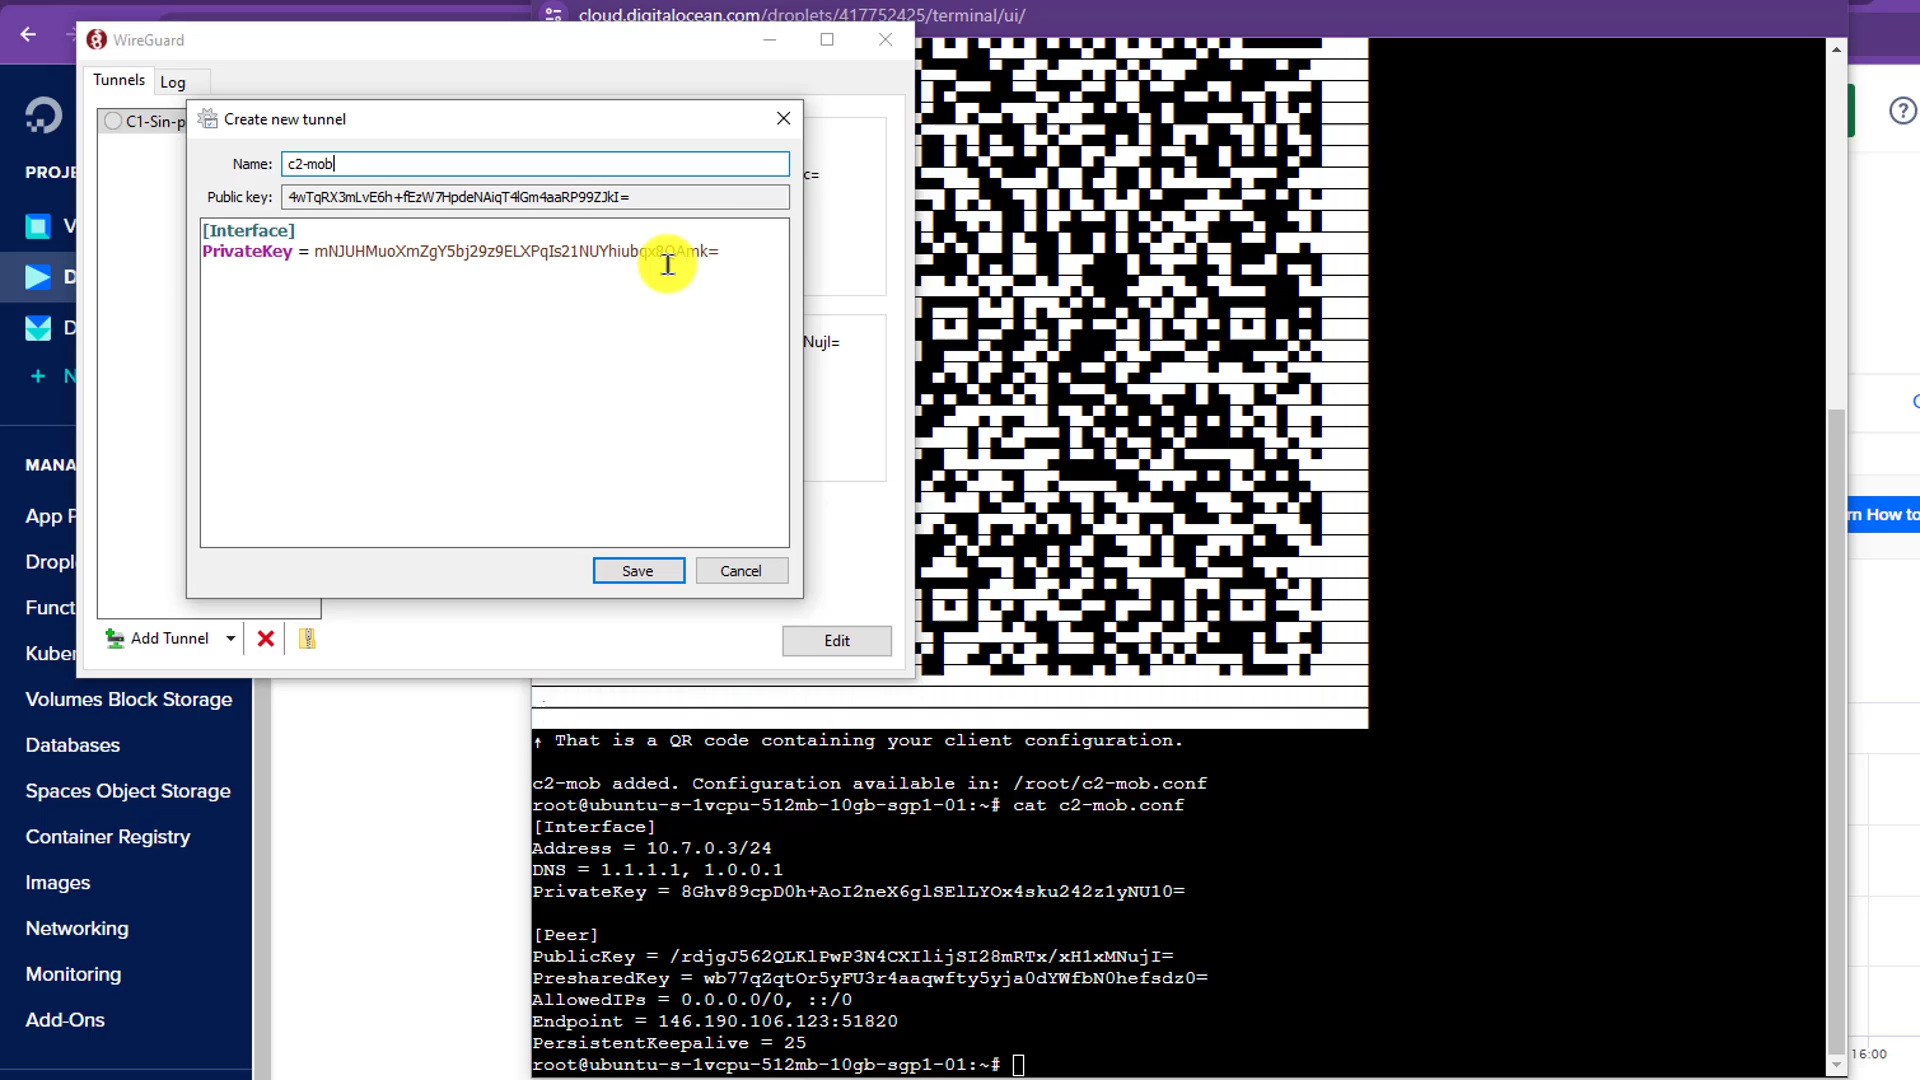 cloud.digitalocean.com/droplets/417752425/terminal/ui/
WireGuard
Tunnels
Log
C1-Sin-p
Create new tunnel
Name: c2-mob
Public key: 4wTqRX3mLvE6h+fEzW7HpdeNAiqT4lGm4aaRP99ZJkI=
[Interface]
PrivateKey = mNJUHMuoXmZgY5bj29z9ELXPqIs21NUYhiubqx8QAmk=
Save
Cancel
c=
NujI=
Add Tunnel
Edit
PROJE
V
D
D
+ N
MANA
App P
Drople
Functi
Kuber
Volumes Block Storage
Databases
Spaces Object Storage
Container Registry
Images
Networking
Monitoring
Add-Ons
↑ That is a QR code containing your client configuration.
c2-mob added. Configuration available in: /root/c2-mob.conf
root@ubuntu-s-1vcpu-512mb-10gb-sgp1-01:~# cat c2-mob.conf
[Interface]
Address = 10.7.0.3/24
DNS = 1.1.1.1, 1.0.0.1
PrivateKey = 8Ghv89cpD0h+AoI2neX6glSElLYOx4sku242z1yNU10=
[Peer]
PublicKey = /rdjgJ562QLKlPwP3N4CXIlijSI28mRTx/xH1xMNujI=
PresharedKey = wb77qZqtOr5yFU3r4aaqwfty5yja0dYWfbN0hefsdz0=
AllowedIPs = 0.0.0.0/0, ::/0
Endpoint = 146.190.106.123:51820
PersistentKeepalive = 25
root@ubuntu-s-1vcpu-512mb-10gb-sgp1-01:~#
rn How to
16:00